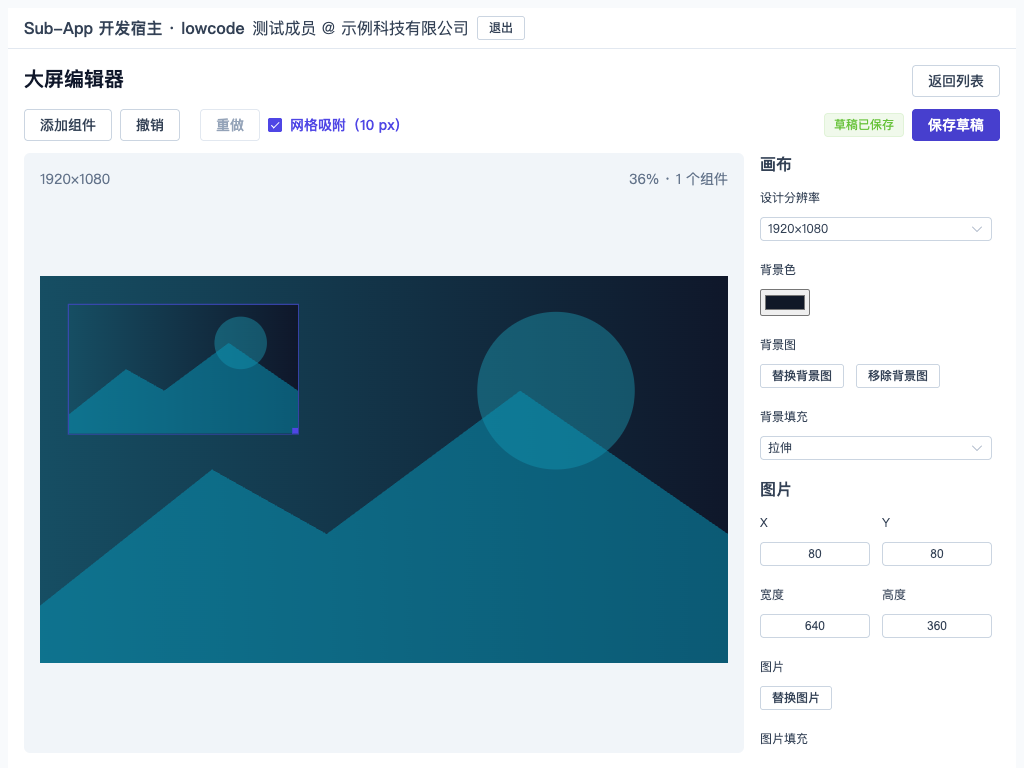 Sub-App 开发宿主 · lowcode 测试成员 @ 示例科技有限公司 退出
大屏编辑器
返回列表
添加组件 撤销 重做 网格吸附（10 px） 草稿已保存 保存草稿
1920×1080 36% · 1 个组件
画布
设计分辨率
1920×1080
背景色
背景图
替换背景图 移除背景图
背景填充
拉伸
图片
X Y
80 80
宽度 高度
640 360
图片
替换图片
图片填充